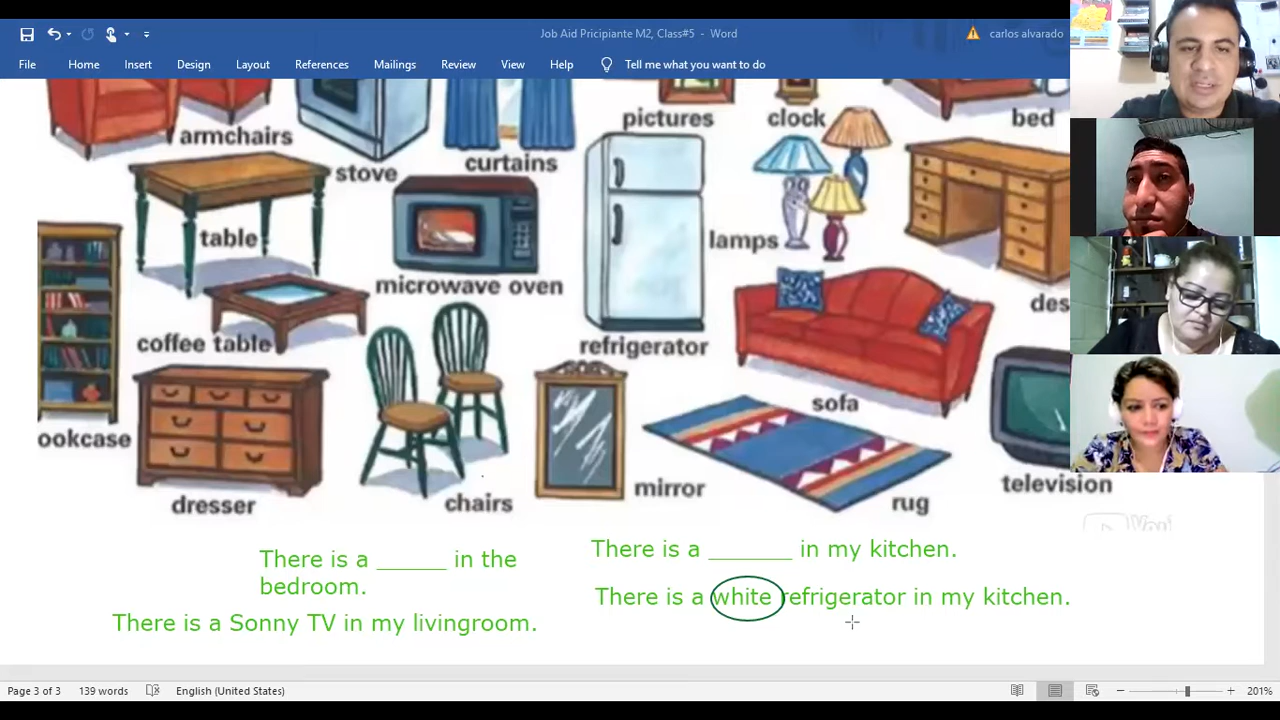 Job Aid Pricipiante M2, Class#5 - Word
carlos alvarado
File Home Insert Design Layout References Mailings Review View Help Tell me what you want to do
armchairs
stove
curtains
pictures
clock
bed
table
microwave oven
lamps
des
coffee table
refrigerator
sofa
ookcase
dresser
chairs
mirror
rug
television
There is a _____ in the
bedroom.
There is a Sonny TV in my livingroom.
There is a ______ in my kitchen.
There is a white refrigerator in my kitchen.
Page 3 of 3 139 words English (United States) 201%